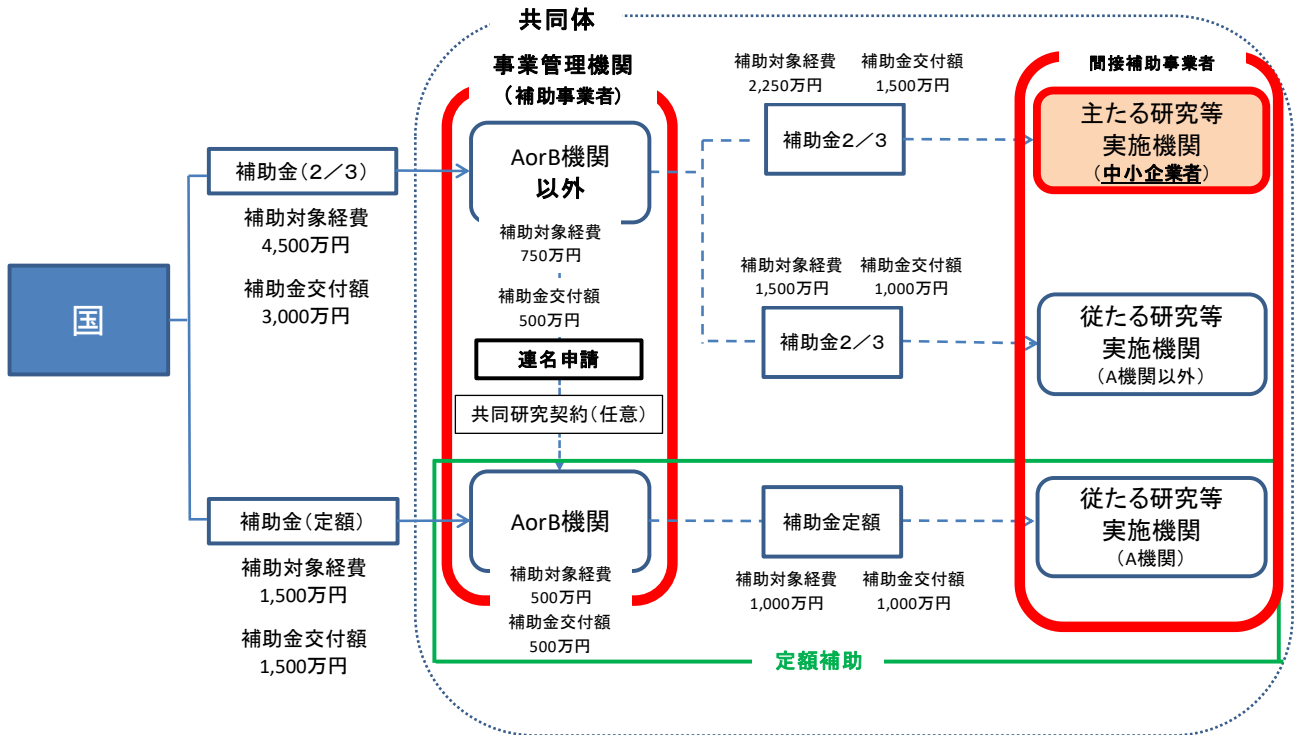 共同体
国
補助金(2/3)
補助対象経費
4,500万円
補助金交付額
3,000万円
補助金(定額)
補助対象経費
1,500万円
補助金交付額
1,500万円
事業管理機関
(補助事業者)
AorB機関
以外
補助対象経費
750万円
補助金交付額
500万円
連名申請
共同研究契約(任意)
AorB機関
補助対象経費
500万円
補助金交付額
500万円
補助対象経費 補助金交付額
2,250万円 1,500万円
補助金2/3
補助対象経費 補助金交付額
1,500万円 1,000万円
補助金2/3
補助金定額
補助対象経費 補助金交付額
1,000万円 1,000万円
間接補助事業者
主たる研究等
実施機関
(中小企業者)
従たる研究等
実施機関
(A機関以外)
従たる研究等
実施機関
(A機関)
定額補助